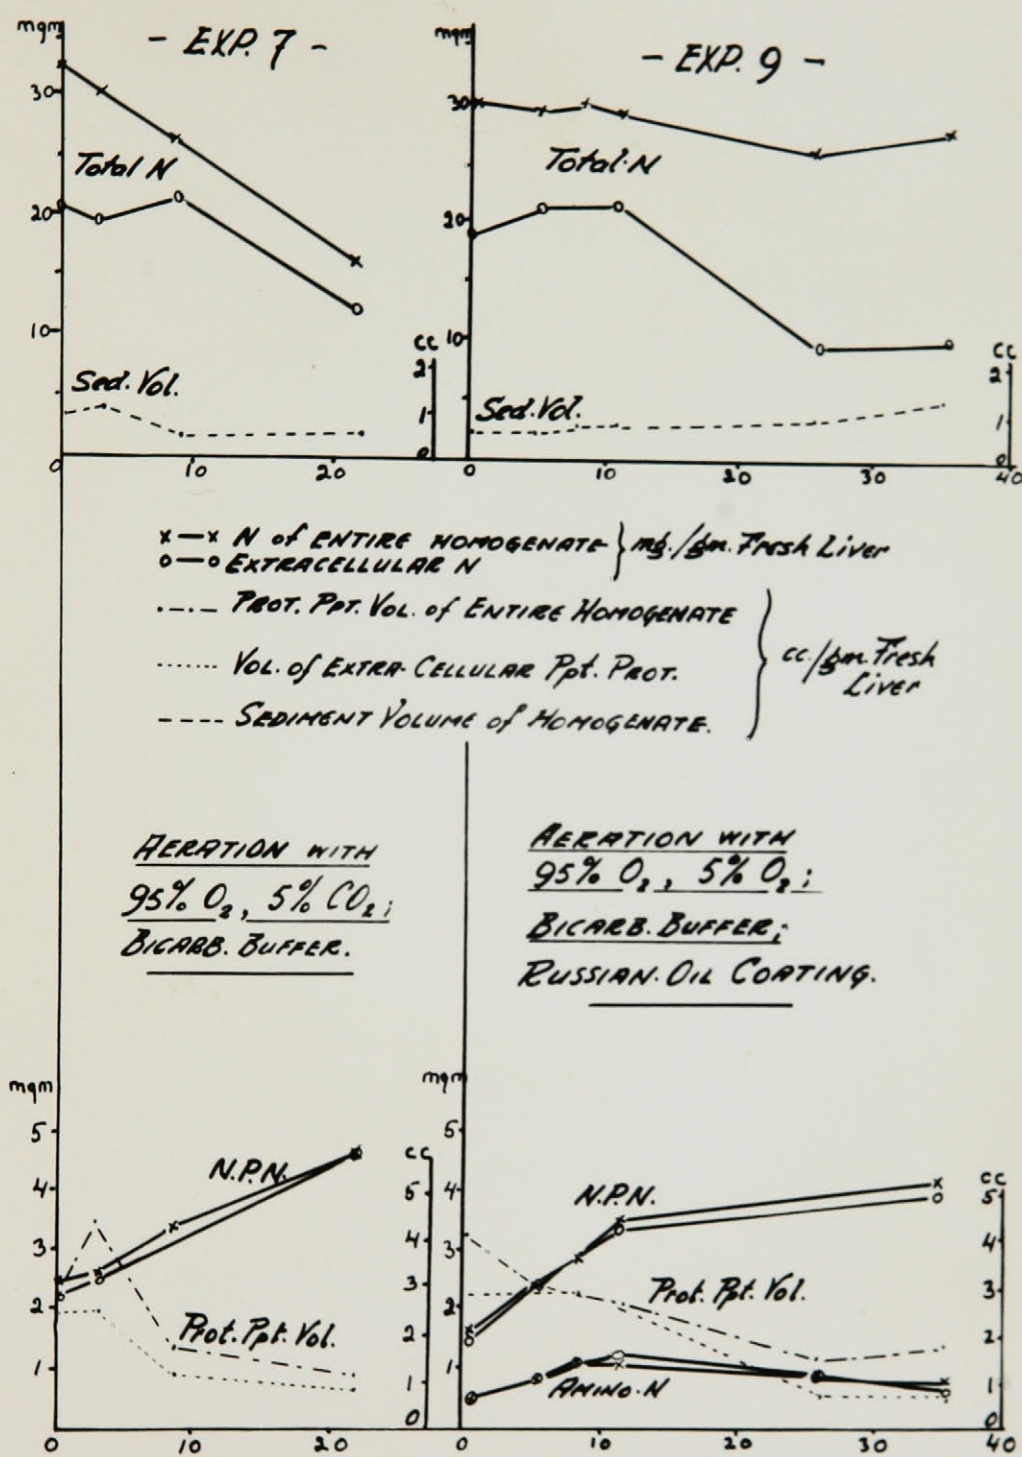 - EXP. 7 -
mgm
30
20
10
Total N
Sed. Vol.
cc
2
1
0
0 10 20
- EXP. 9 -
mgm
30
20
10
Total N
Sed. Vol.
cc
2
1
0
0 10 20 30 40
x—x N of ENTIRE HOMOGENATE } mg./gm. Fresh Liver
o—o EXTRACELLULAR N
.-.-. PROT. PPT. VOL. of ENTIRE HOMOGENATE
...... VOL. of EXTRA-CELLULAR Ppt. PROT.
---- SEDIMENT VOLUME of HOMOGENATE.
cc./gm. Fresh
Liver
AERATION WITH
95% O₂, 5% CO₂;
BICARB. BUFFER.
AERATION WITH
95% O₂, 5% O₂;
BICARB. BUFFER;
RUSSIAN. OIL COATING.
mgm
5
4
3
2
1
N.P.N.
Prot. Ppt. Vol.
cc
5
4
3
2
1
0
0 10 20
mgm
5
4
3
2
1
N.P.N.
Prot. Ppt. Vol.
AMINO-N
cc
5
4
3
2
1
0
0 10 20 30 40